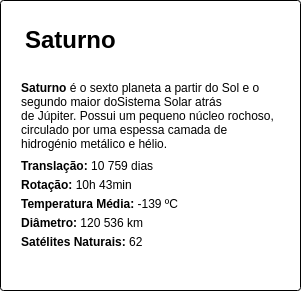 Saturno
Saturno é o sexto planeta a partir do Sol e o
segundo maior doSistema Solar atrás
de Júpiter. Possui um pequeno núcleo rochoso,
circulado por uma espessa camada de
hidrogénio metálico e hélio.
Translação: 10 759 dias
Rotação: 10h 43min
Temperatura Média: -139 ºC
Diâmetro: 120 536 km
Satélites Naturais: 62